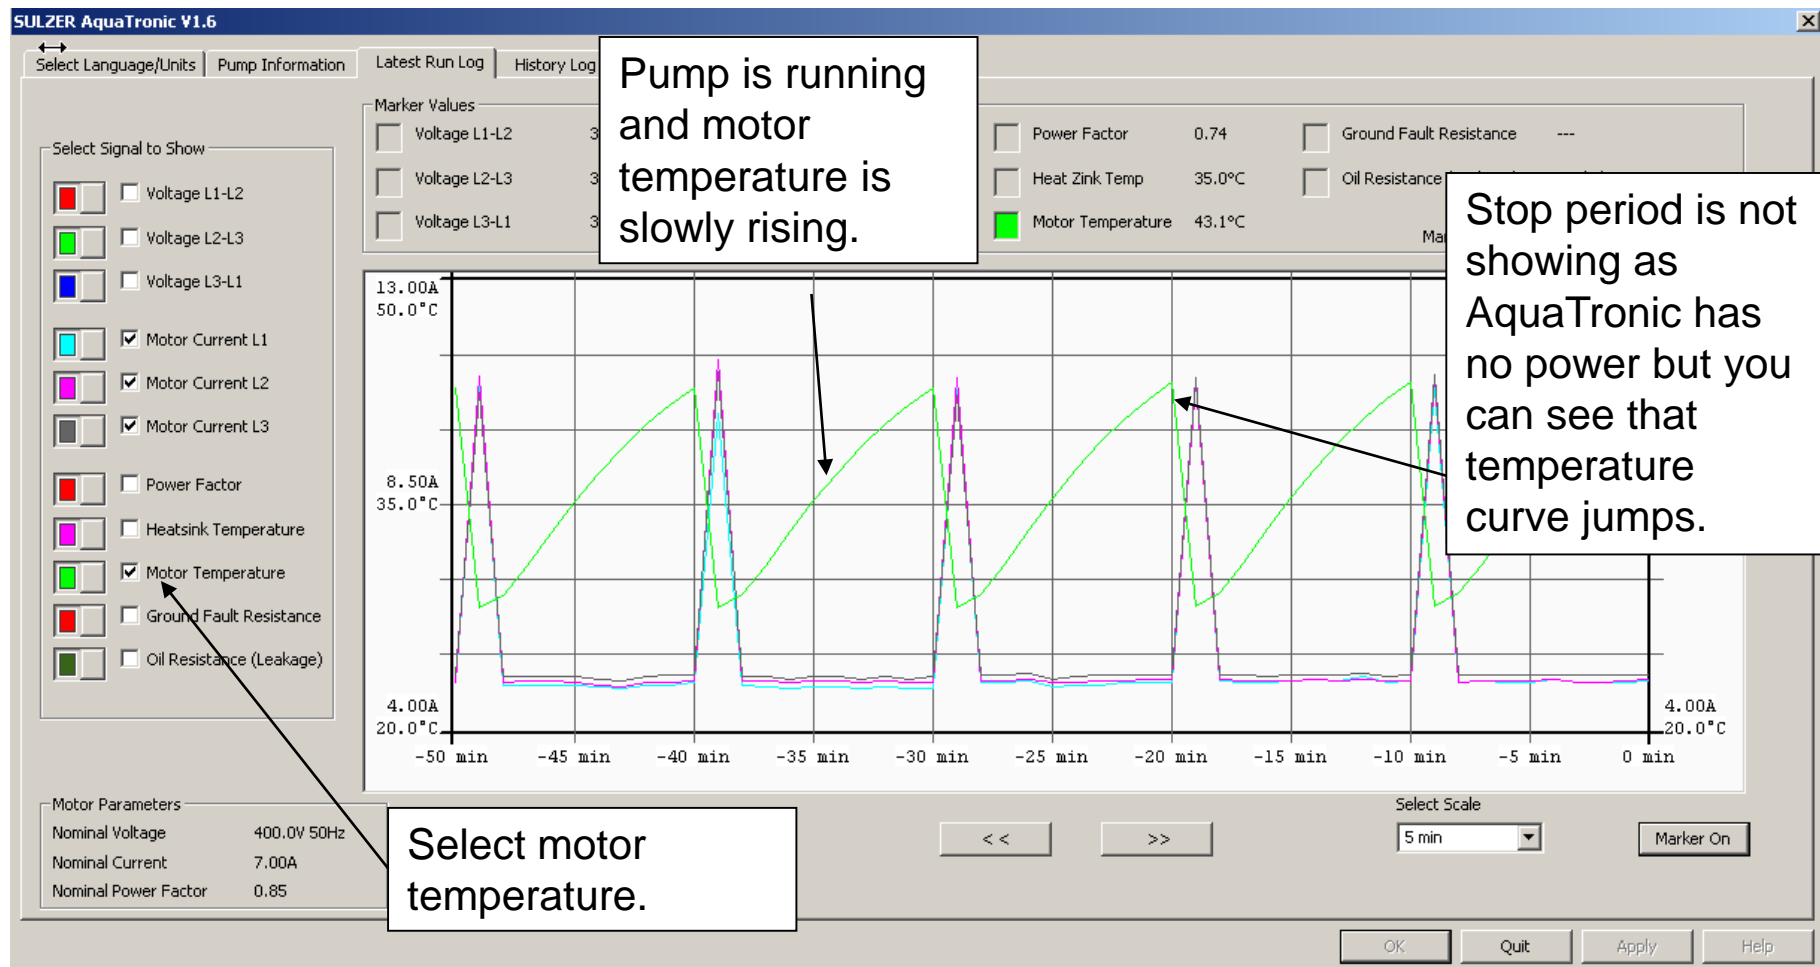 SULZER AquaTronic V1.6
Select Language/Units
Pump Information
Latest Run Log
History Log
Pump is running
and motor
temperature is
slowly rising.
Marker Values
Voltage L1-L2 3
Voltage L2-L3 3
Voltage L3-L1 3
Power Factor 0.74
Heat Zink Temp 35.0°C
Motor Temperature 43.1°C
Ground Fault Resistance ---
Oil Resistance
Stop period is not
showing as
AquaTronic has
no power but you
can see that
temperature
curve jumps.
Select Signal to Show
Voltage L1-L2
Voltage L2-L3
Voltage L3-L1
Motor Current L1
Motor Current L2
Motor Current L3
Power Factor
Heatsink Temperature
Motor Temperature
Ground Fault Resistance
Oil Resistance (Leakage)
13.00A
50.0°C
8.50A
35.0°C
4.00A
20.0°C
4.00A
20.0°C
-50 min -45 min -40 min -35 min -30 min -25 min -20 min -15 min -10 min -5 min 0 min
Motor Parameters
Nominal Voltage 400.0V 50Hz
Nominal Current 7.00A
Nominal Power Factor 0.85
Select motor
temperature.
<< >>
Select Scale
5 min
Marker On
OK Quit Apply Help